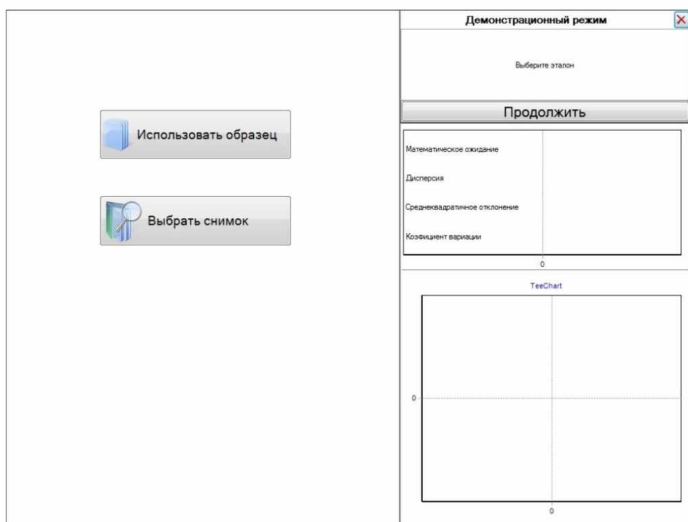 Демонстрационный режим
Выберите эталон
Использовать образец
Продолжить
Математическое ожидание
Дисперсия
Выбрать снимок
Среднеквадратичное отклонение
Коэфициент вариации
0
TeeChart
0
0